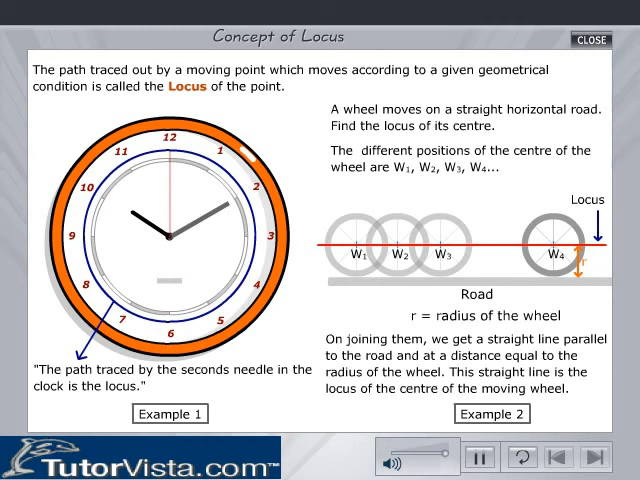 Concept of Locus
CLOSE
The path traced out by a moving point which moves according to a given geometrical
condition is called the Locus of the point.
12
1
2
3
4
5
6
7
8
9
10
11
"The path traced by the seconds needle in the
clock is the locus."
Example 1
A wheel moves on a straight horizontal road.
Find the locus of its centre.
The different positions of the centre of the
wheel are W1, W2, W3, W4...
Locus
W1 W2 W3 W4
r
Road
r = radius of the wheel
On joining them, we get a straight line parallel
to the road and at a distance equal to the
radius of the wheel. This straight line is the
locus of the centre of the moving wheel.
Example 2
TutorVista.com™